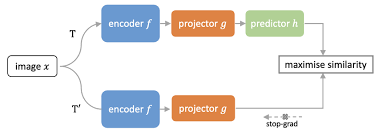 T
encoder f
projector g
predictor h
image x
maximise similarity
T′
encoder f
projector g
stop-grad